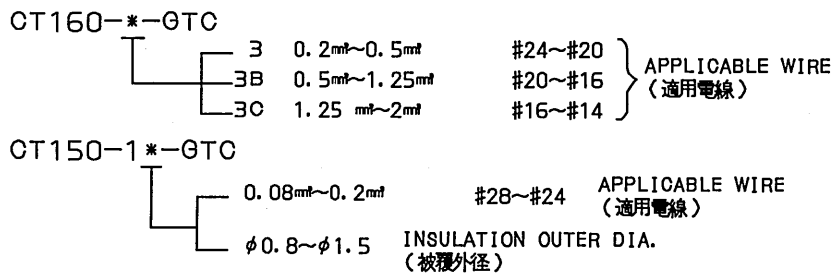 CT160-*-GTC
3 0.2㎟~0.5㎟ #24~#20
3B 0.5㎟~1.25㎟ #20~#16
3C 1.25 ㎟~2㎟ #16~#14
APPLICABLE WIRE
(適用電線)
CT150-1*-GTC
0.08㎟~0.2㎟ #28~#24 APPLICABLE WIRE
(適用電線)
φ0.8~φ1.5 INSULATION OUTER DIA.
(被覆外径)